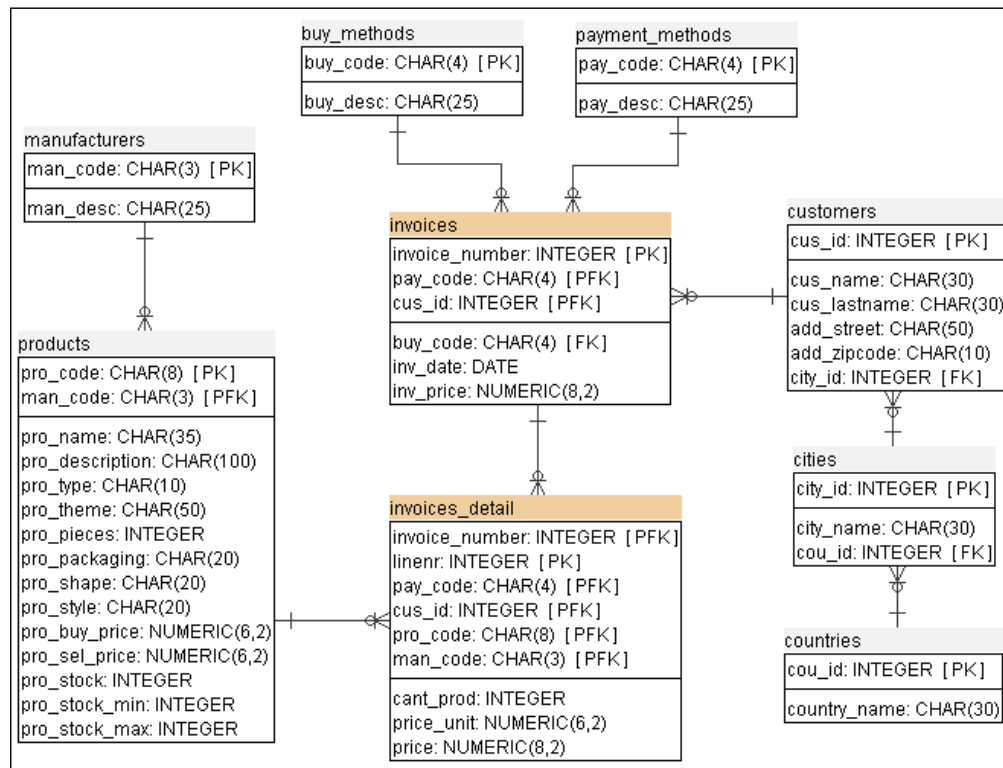 buy_methods
buy_code: CHAR(4) [PK]
buy_desc: CHAR(25)
payment_methods
pay_code: CHAR(4) [PK]
pay_desc: CHAR(25)
manufacturers
man_code: CHAR(3) [PK]
man_desc: CHAR(25)
invoices
invoice_number: INTEGER [PK]
pay_code: CHAR(4) [PFK]
cus_id: INTEGER [PFK]
buy_code: CHAR(4) [FK]
inv_date: DATE
inv_price: NUMERIC(8,2)
customers
cus_id: INTEGER [PK]
cus_name: CHAR(30)
cus_lastname: CHAR(30)
add_street: CHAR(50)
add_zipcode: CHAR(10)
city_id: INTEGER [FK]
products
pro_code: CHAR(8) [PK]
man_code: CHAR(3) [PFK]
pro_name: CHAR(35)
pro_description: CHAR(100)
pro_type: CHAR(10)
pro_theme: CHAR(50)
pro_pieces: INTEGER
pro_packaging: CHAR(20)
pro_shape: CHAR(20)
pro_style: CHAR(20)
pro_buy_price: NUMERIC(6,2)
pro_sel_price: NUMERIC(6,2)
pro_stock: INTEGER
pro_stock_min: INTEGER
pro_stock_max: INTEGER
invoices_detail
invoice_number: INTEGER [PFK]
linenr: INTEGER [PK]
pay_code: CHAR(4) [PFK]
cus_id: INTEGER [PFK]
pro_code: CHAR(8) [PFK]
man_code: CHAR(3) [PFK]
cant_prod: INTEGER
price_unit: NUMERIC(6,2)
price: NUMERIC(8,2)
cities
city_id: INTEGER [PK]
city_name: CHAR(30)
cou_id: INTEGER [FK]
countries
cou_id: INTEGER [PK]
country_name: CHAR(30)